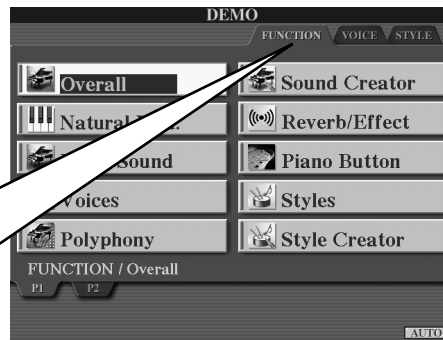 DEMO
FUNCTION VOICE STYLE
Overall
Natural
Sound
Voices
Polyphony
Sound Creator
Reverb/Effect
Piano Button
Styles
Style Creator
FUNCTION / Overall
P1 P2
AUTO